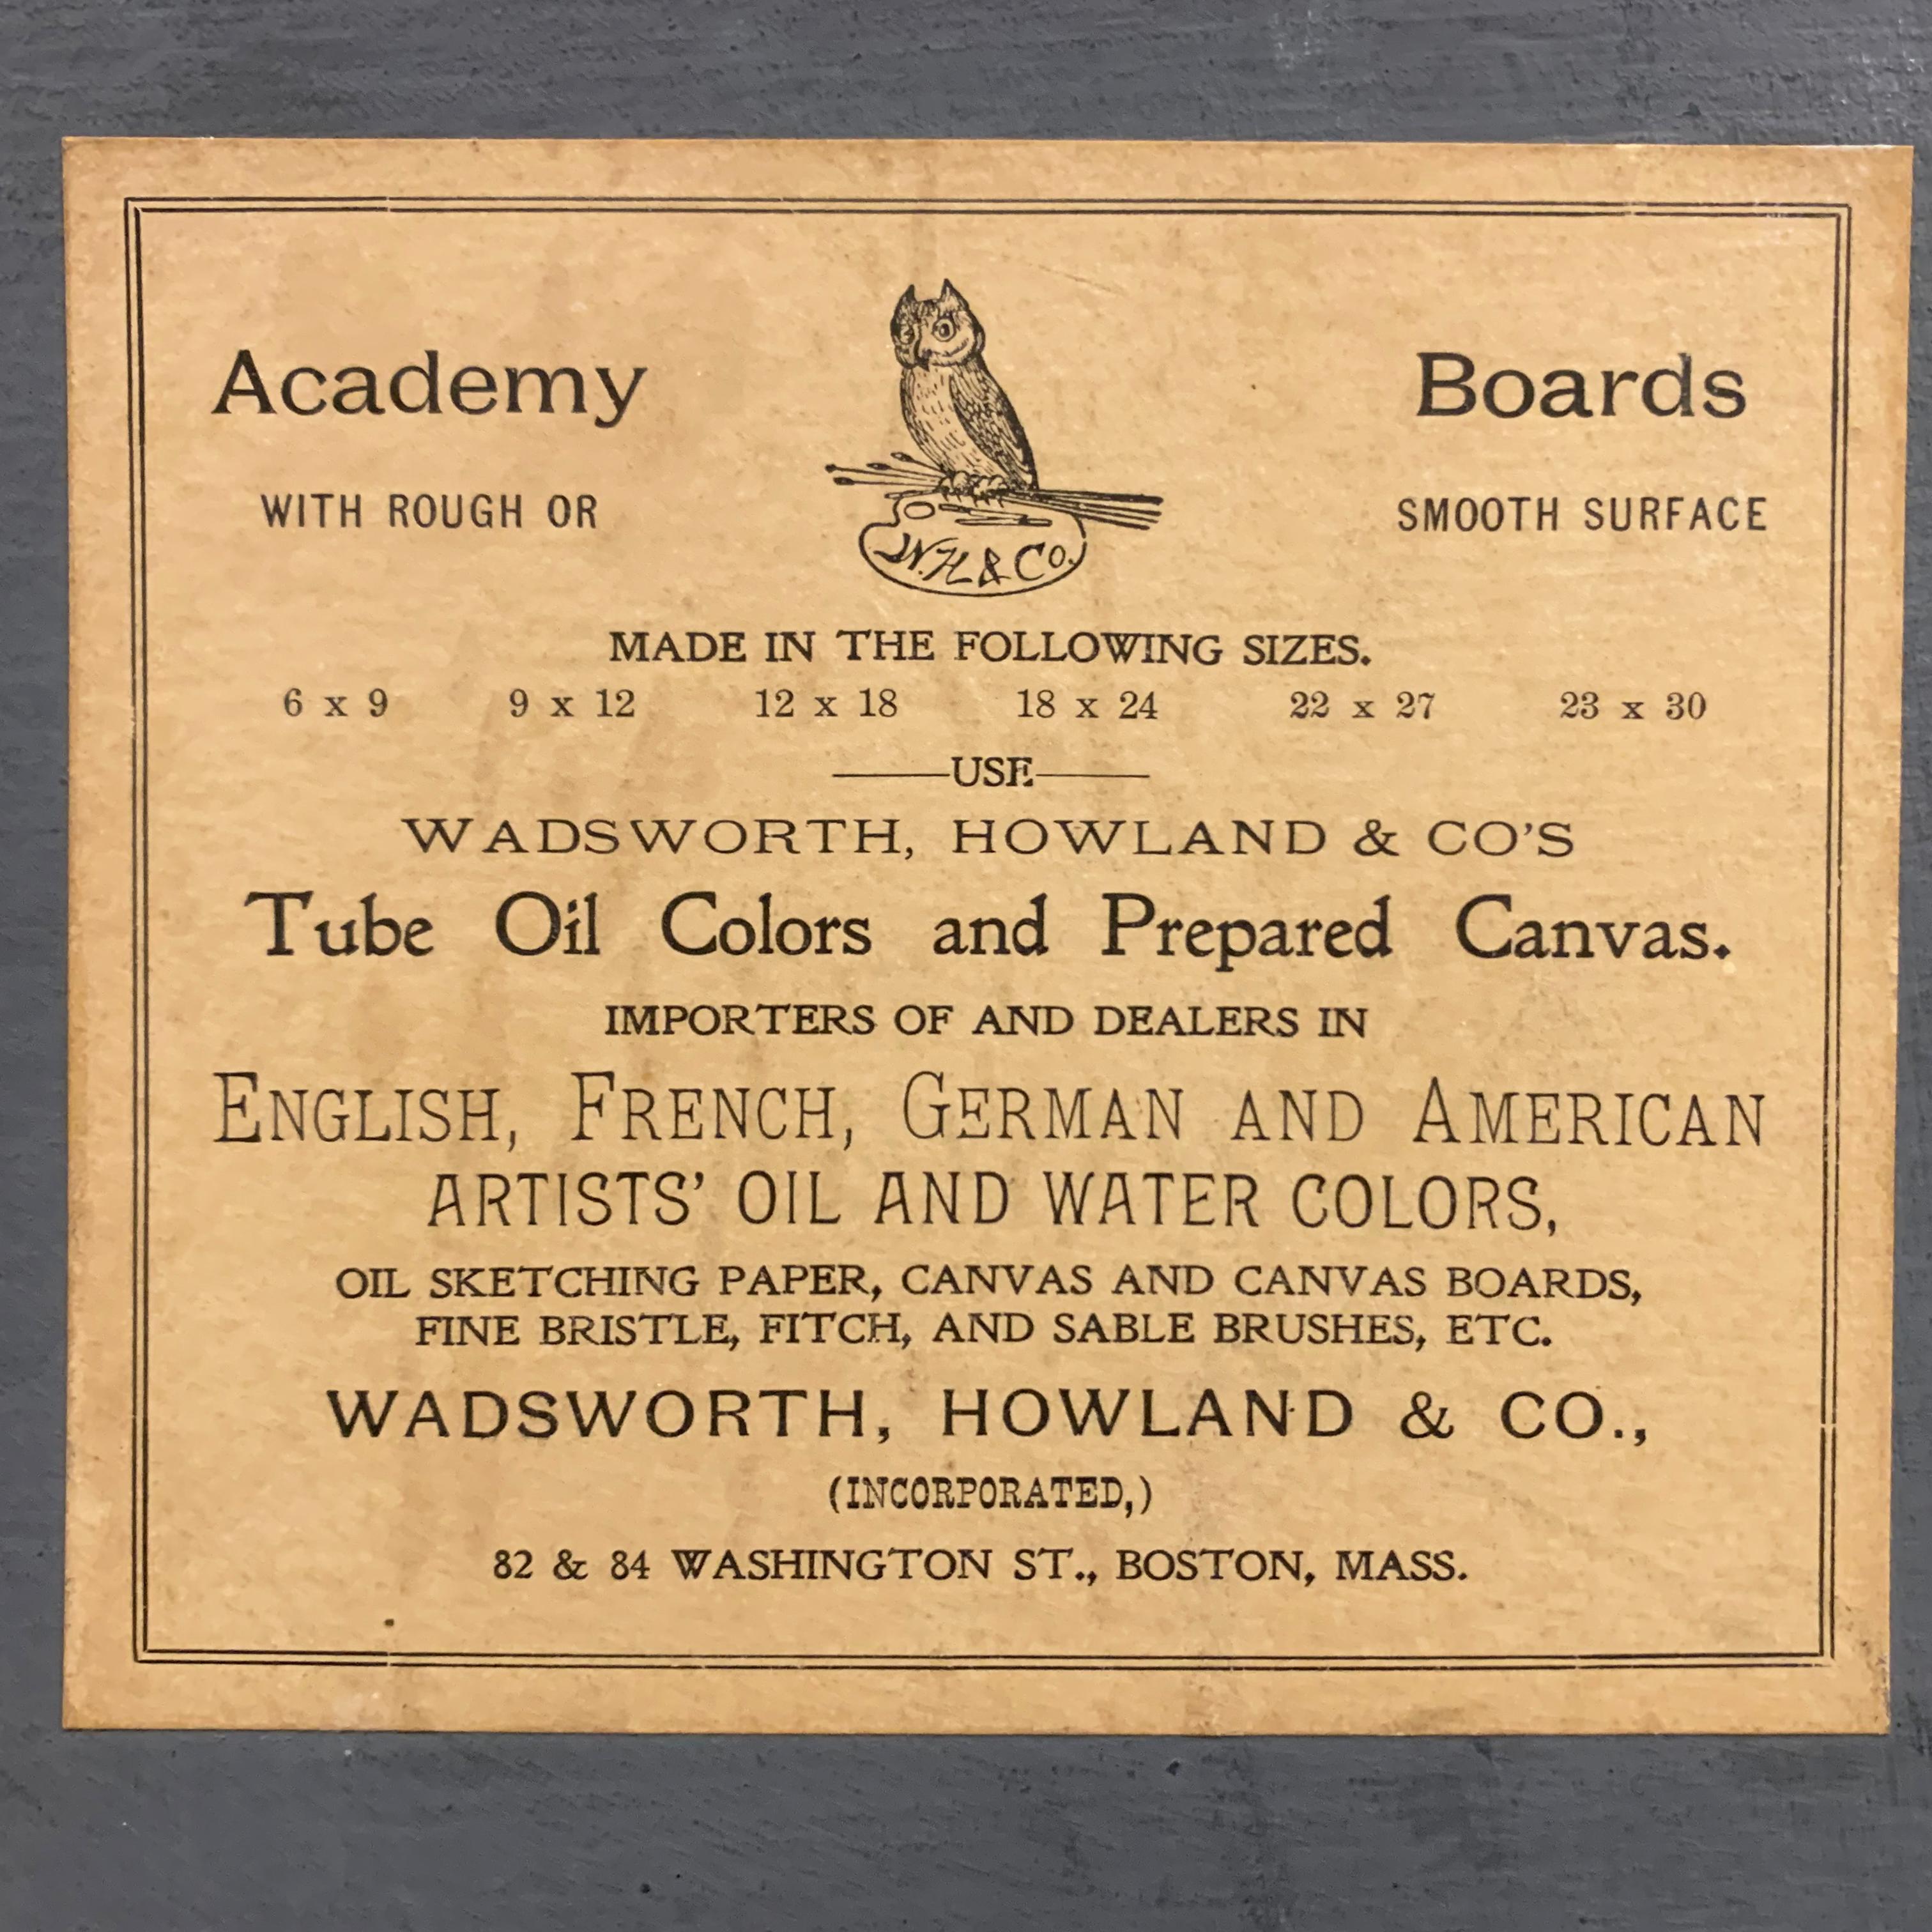 Academy Boards
WITH ROUGH OR SMOOTH SURFACE
W.H. & Co.
MADE IN THE FOLLOWING SIZES.
6 x 9 9 x 12 12 x 18 18 x 24 22 x 27 23 x 30
USE
WADSWORTH, HOWLAND & CO'S
Tube Oil Colors and Prepared Canvas.
IMPORTERS OF AND DEALERS IN
ENGLISH, FRENCH, GERMAN AND AMERICAN
ARTISTS' OIL AND WATER COLORS,
OIL SKETCHING PAPER, CANVAS AND CANVAS BOARDS,
FINE BRISTLE, FITCH, AND SABLE BRUSHES, ETC.
WADSWORTH, HOWLAND & CO.,
(INCORPORATED,)
82 & 84 WASHINGTON ST., BOSTON, MASS.